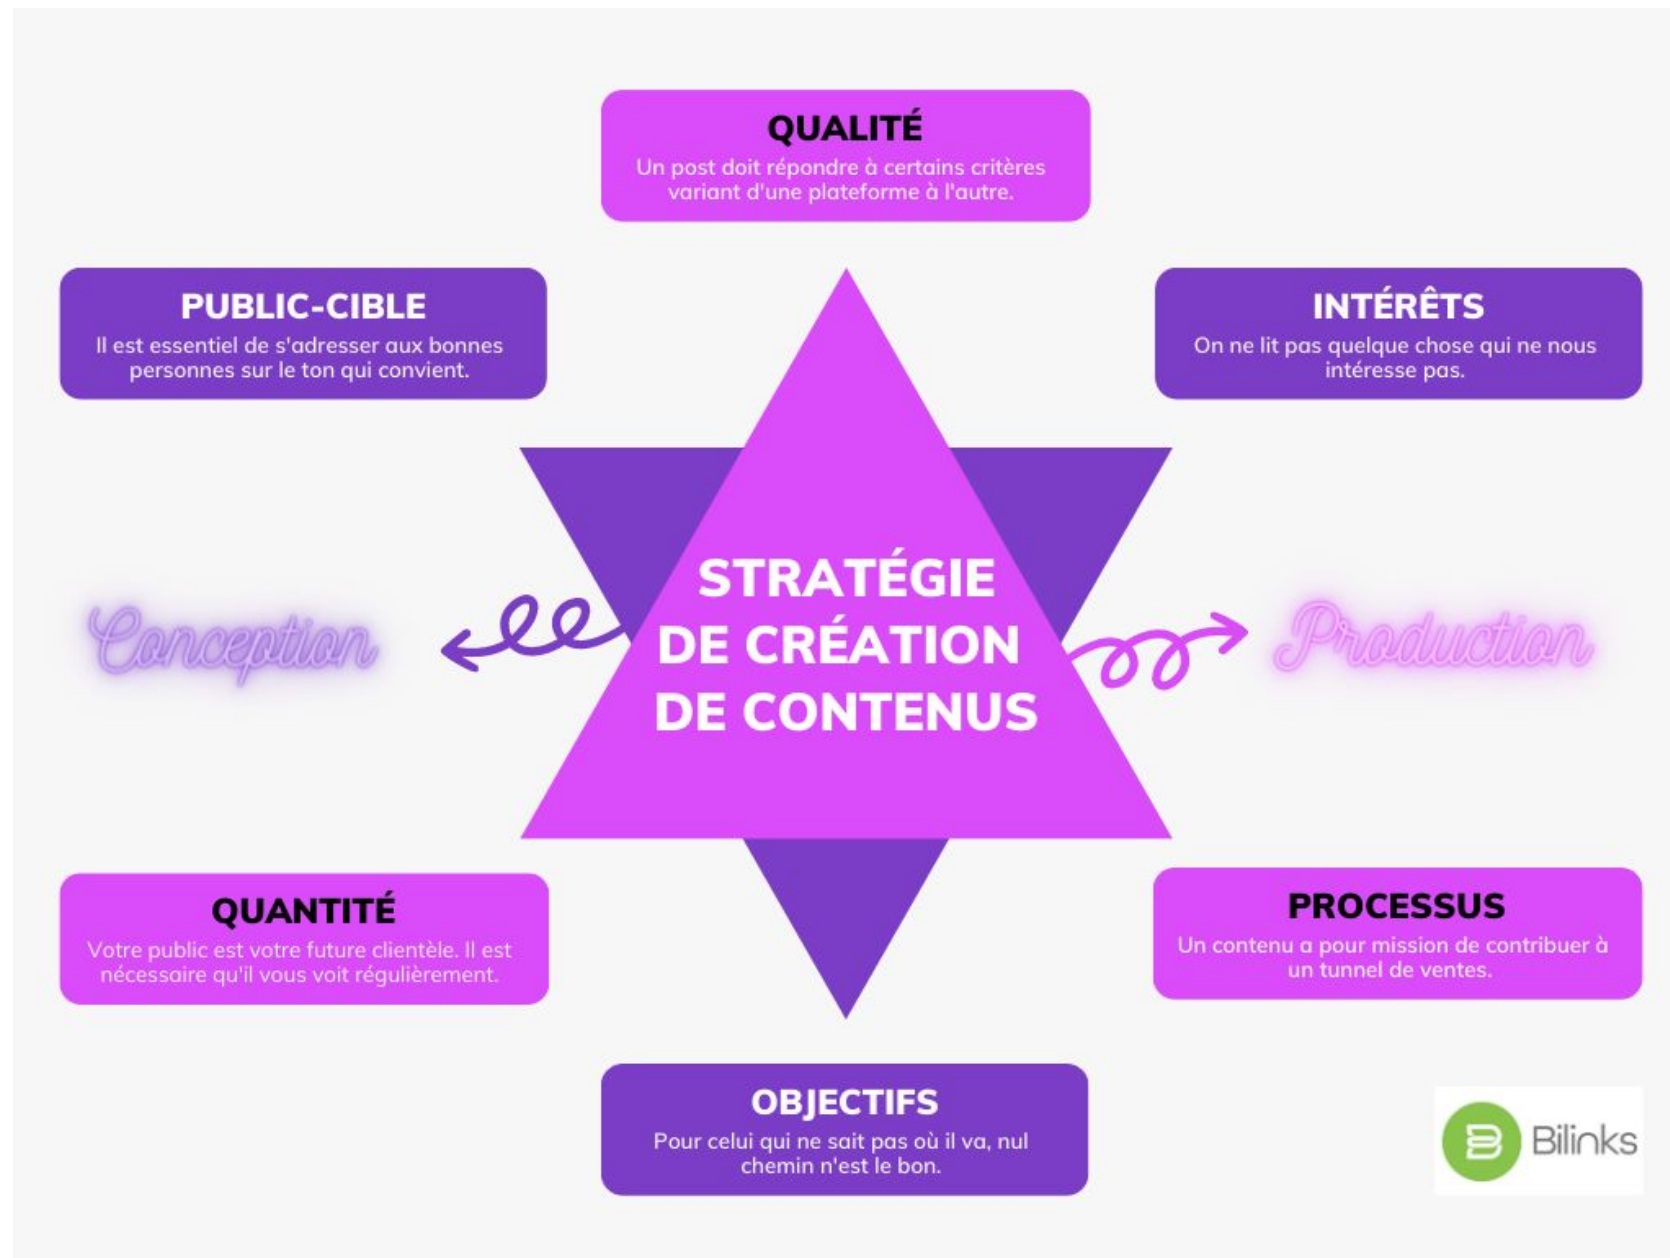 QUALITÉ
Un post doit répondre à certains critères
variant d'une plateforme à l'autre.
PUBLIC-CIBLE
Il est essentiel de s'adresser aux bonnes
personnes sur le ton qui convient.
INTÉRÊTS
On ne lit pas quelque chose qui ne nous
intéresse pas.
STRATÉGIE
DE CRÉATION
DE CONTENUS
Conception
Production
QUANTITÉ
Votre public est votre future clientèle. Il est
nécessaire qu'il vous voit régulièrement.
PROCESSUS
Un contenu a pour mission de contribuer à
un tunnel de ventes.
OBJECTIFS
Pour celui qui ne sait pas où il va, nul
chemin n'est le bon.
Bilinks